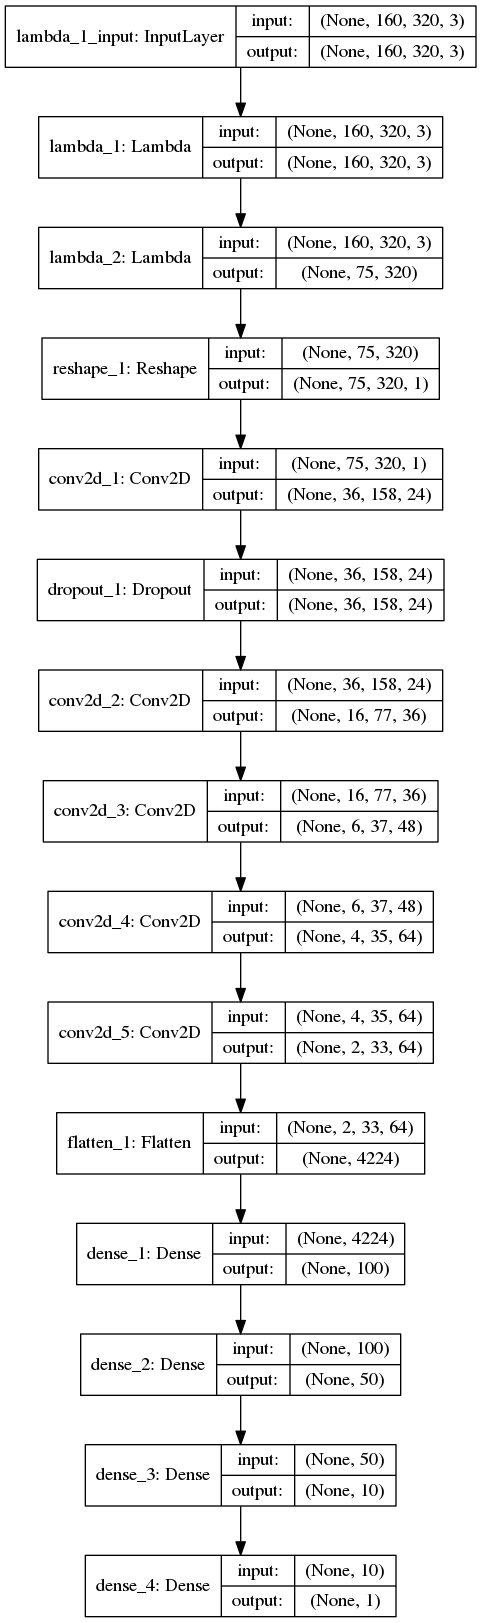 lambda_1_input: InputLayer
input: (None, 160, 320, 3)
output: (None, 160, 320, 3)
lambda_1: Lambda
input: (None, 160, 320, 3)
output: (None, 160, 320, 3)
lambda_2: Lambda
input: (None, 160, 320, 3)
output: (None, 75, 320)
reshape_1: Reshape
input: (None, 75, 320)
output: (None, 75, 320, 1)
conv2d_1: Conv2D
input: (None, 75, 320, 1)
output: (None, 36, 158, 24)
dropout_1: Dropout
input: (None, 36, 158, 24)
output: (None, 36, 158, 24)
conv2d_2: Conv2D
input: (None, 36, 158, 24)
output: (None, 16, 77, 36)
conv2d_3: Conv2D
input: (None, 16, 77, 36)
output: (None, 6, 37, 48)
conv2d_4: Conv2D
input: (None, 6, 37, 48)
output: (None, 4, 35, 64)
conv2d_5: Conv2D
input: (None, 4, 35, 64)
output: (None, 2, 33, 64)
flatten_1: Flatten
input: (None, 2, 33, 64)
output: (None, 4224)
dense_1: Dense
input: (None, 4224)
output: (None, 100)
dense_2: Dense
input: (None, 100)
output: (None, 50)
dense_3: Dense
input: (None, 50)
output: (None, 10)
dense_4: Dense
input: (None, 10)
output: (None, 1)